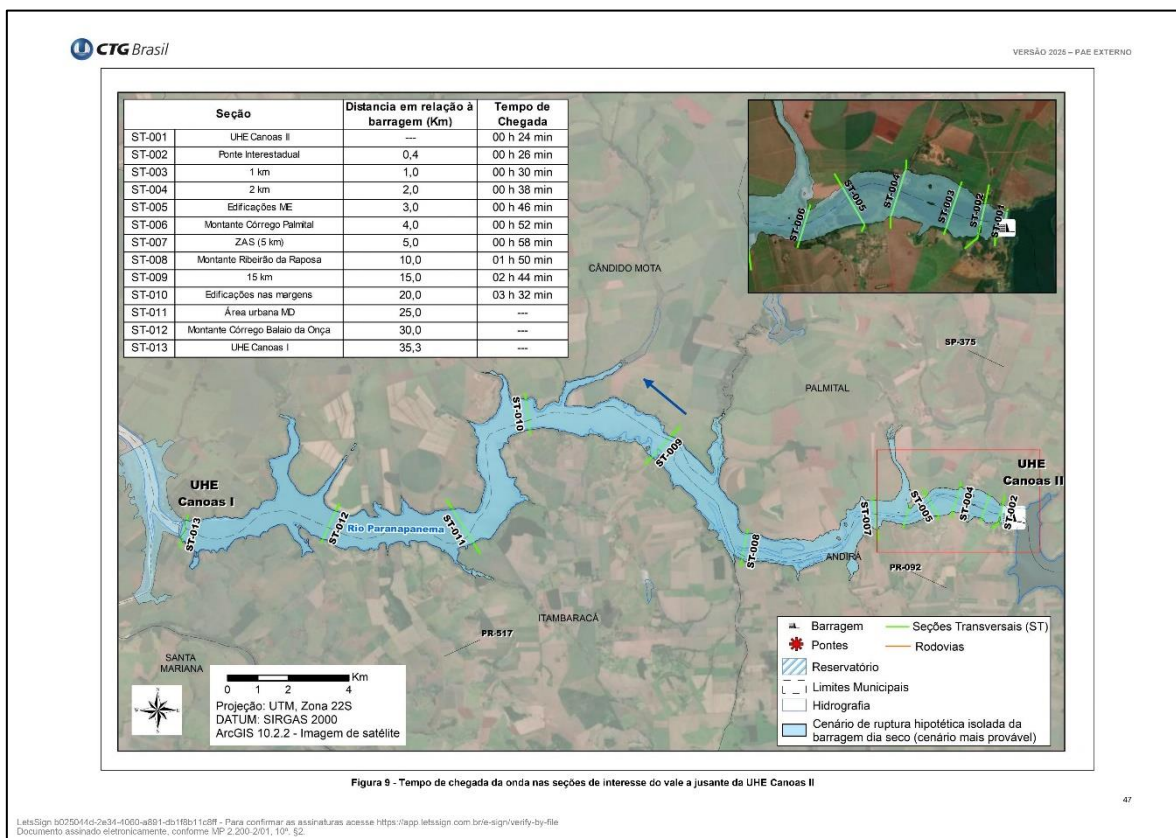 CTG Brasil
VERSÃO 2025 – PAE EXTERNO
Seção Distancia em relação à barragem (Km) Tempo de Chegada
ST-001 UHE Canoas II --- 00 h 24 min
ST-002 Ponte Interestadual 0,4 00 h 26 min
ST-003 1 km 1,0 00 h 30 min
ST-004 2 km 2,0 00 h 38 min
ST-005 Edificações ME 3,0 00 h 46 min
ST-006 Montante Córrego Palmital 4,0 00 h 52 min
ST-007 ZAS (5 km) 5,0 00 h 58 min
ST-008 Montante Ribeirão da Raposa 10,0 01 h 50 min
ST-009 15 km 15,0 02 h 44 min
ST-010 Edificações nas margens 20,0 03 h 32 min
ST-011 Área urbana MD 25,0 ---
ST-012 Montante Córrego Balaio da Onça 30,0 ---
ST-013 UHE Canoas I 35,3 ---
ST-006
ST-005
ST-004
ST-003
ST-002
ST-001
CÂNDIDO MOTA
SP-375
PALMITAL
UHE
Canoas I
ST-013
ST-012
Rio Paranapanema
ST-011
ST-010
ST-009
ST-008
ST-007
ST-005
ST-004
ST-002
UHE
Canoas II
ANDIRÁ
PR-092
ITAMBARACÁ
PR-517
SANTA
MARIANA
0 1 2 4 Km
Projeção: UTM, Zona 22S
DATUM: SIRGAS 2000
ArcGIS 10.2.2 - Imagem de satélite
Barragem
Seções Transversais (ST)
Pontes
Rodovias
Reservatório
Limites Municipais
Hidrografia
Cenário de ruptura hipotética isolada da
barragem dia seco (cenário mais provável)
Figura 9 - Tempo de chegada da onda nas seções de interesse do vale a jusante da UHE Canoas II
47
LetsSign b025044d-2e34-4060-a891-db1f8b11c8ff - Para confirmar as assinaturas acesse https://app.letssign.com.br/e-sign/verify-by-file
Documento assinado eletronicamente, conforme MP 2.200-2/01, 10º, §2.